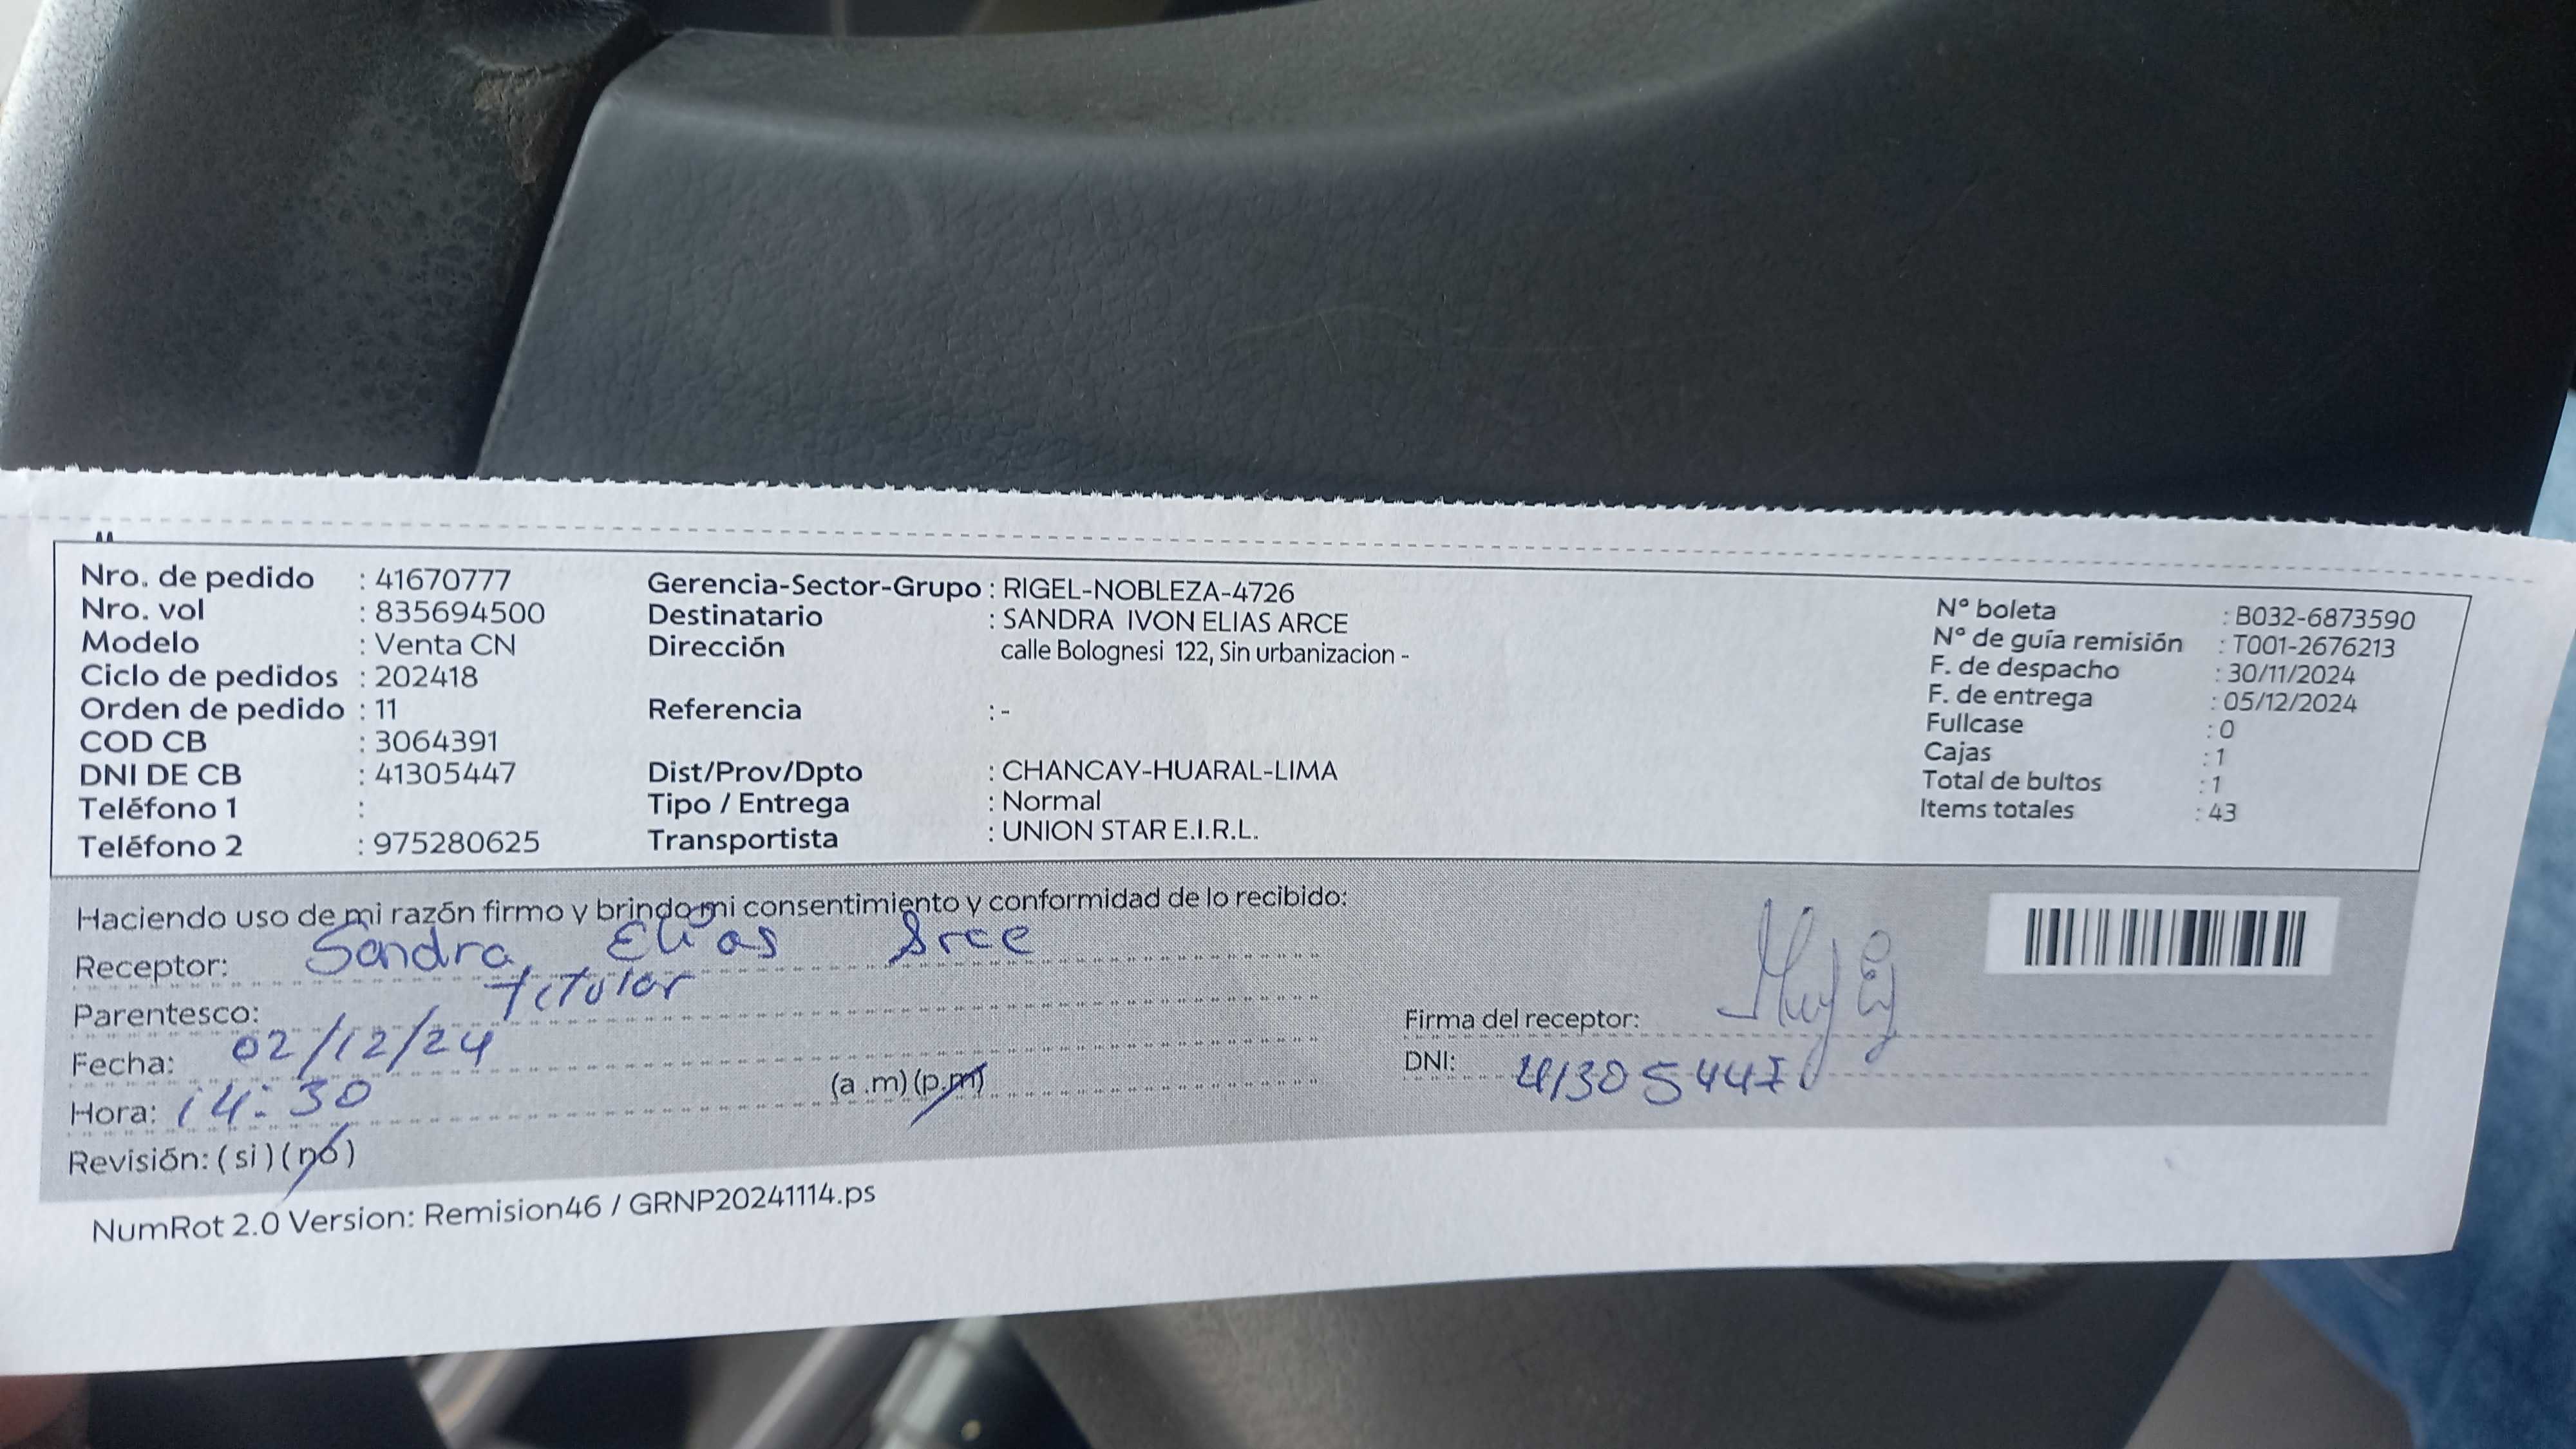 Nro. de pedido : 41670777
Nro. vol : 835694500
Modelo : Venta CN
Ciclo de pedidos : 202418
Orden de pedido : 11
COD CB : 3064391
DNI DE CB : 41305447
Teléfono 1 :
Teléfono 2 : 975280625
Gerencia-Sector-Grupo : RIGEL-NOBLEZA-4726
Destinatario : SANDRA IVON ELIAS ARCE
Dirección calle Bolognesi 122, Sin urbanizacion -
Referencia : -
Dist/Prov/Dpto : CHANCAY-HUARAL-LIMA
Tipo / Entrega : Normal
Transportista : UNION STAR E.I.R.L.
N° boleta : B032-6873590
N° de guía remisión : T001-2676213
F. de despacho : 30/11/2024
F. de entrega : 05/12/2024
Fullcase : 0
Cajas : 1
Total de bultos : 1
Items totales : 43
Haciendo uso de mi razón firmo y brindo mi consentimiento y conformidad de lo recibido:
Receptor: Sandra Elias Arce
Parentesco: titular
Fecha: 02/12/24
Hora: 14:30 (a .m) (p.m)
Revisión: ( si ) ( no )
Firma del receptor:
DNI: 41305447
NumRot 2.0 Version: Remision46 / GRNP20241114.ps